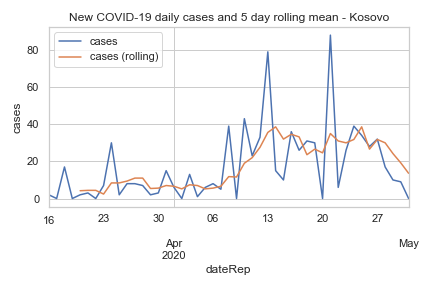 New COVID-19 daily cases and 5 day rolling mean - Kosovo
cases
cases (rolling)
80
60
40
20
0
cases
16 23 30 06 13 20 27
Apr May
2020
dateRep